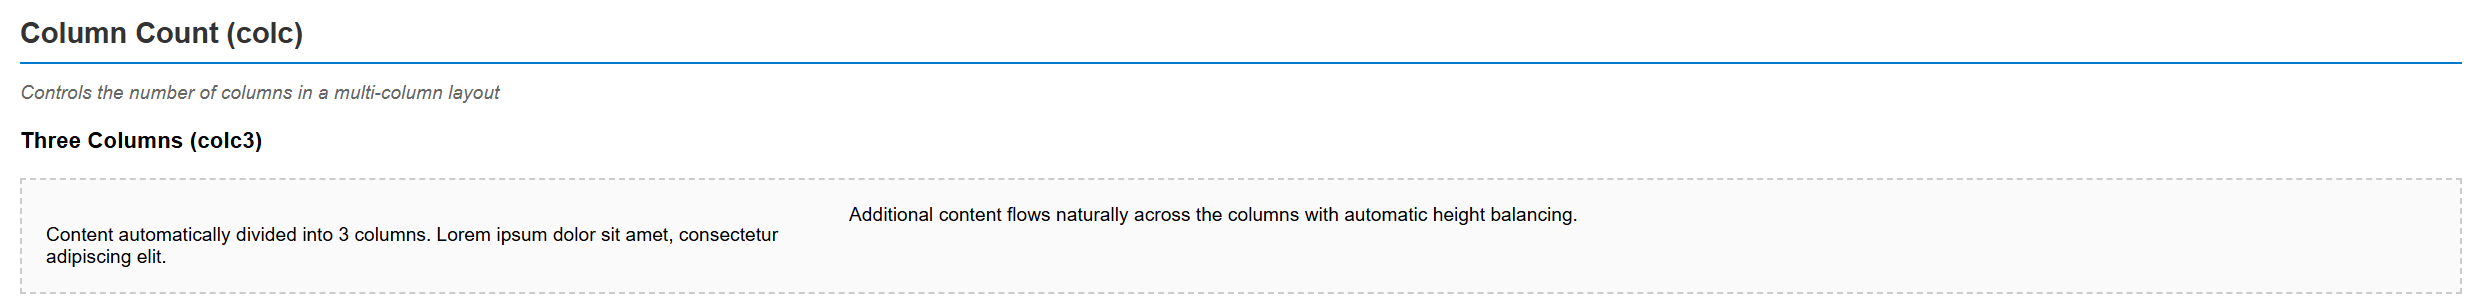 Column Count (colc)
Controls the number of columns in a multi-column layout
Three Columns (colc3)
Content automatically divided into 3 columns. Lorem ipsum dolor sit amet, consectetur
adipiscing elit.
Additional content flows naturally across the columns with automatic height balancing.